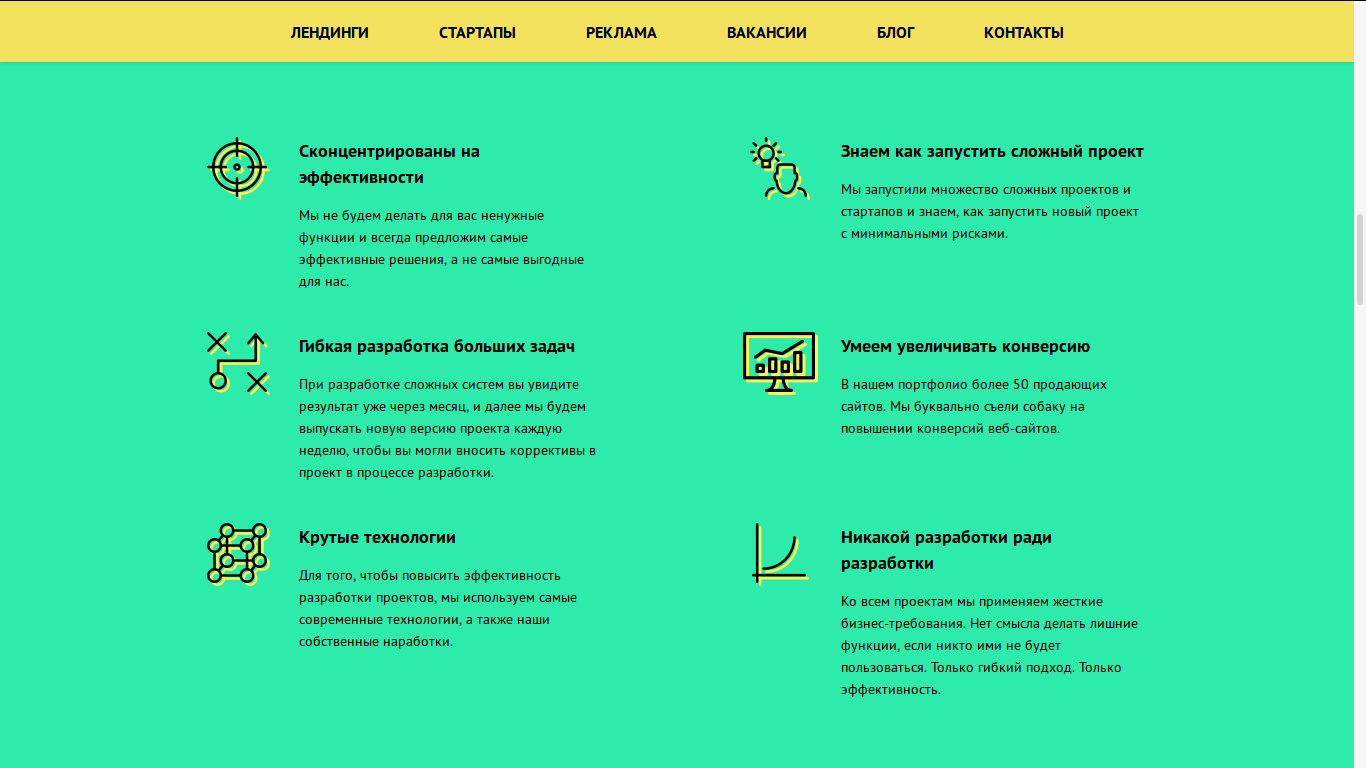 ЛЕНДИНГИ СТАРТАПЫ РЕКЛАМА ВАКАНСИИ БЛОГ КОНТАКТЫ
Сконцентрированы на
эффективности
Мы не будем делать для вас ненужные
функции и всегда предложим самые
эффективные решения, а не самые выгодные
для нас.
Знаем как запустить сложный проект
Мы запустили множество сложных проектов и
стартапов и знаем, как запустить новый проект
с минимальными рисками.
Гибкая разработка больших задач
При разработке сложных систем вы увидите
результат уже через месяц, и далее мы будем
выпускать новую версию проекта каждую
неделю, чтобы вы могли вносить коррективы в
проект в процессе разработки.
Умеем увеличивать конверсию
В нашем портфолио более 50 продающих
сайтов. Мы буквально съели собаку на
повышении конверсий веб-сайтов.
Крутые технологии
Для того, чтобы повысить эффективность
разработки проектов, мы используем самые
современные технологии, а также наши
собственные наработки.
Никакой разработки ради
разработки
Ко всем проектам мы применяем жесткие
бизнес-требования. Нет смысла делать лишние
функции, если никто ими не будет
пользоваться. Только гибкий подход. Только
эффективность.